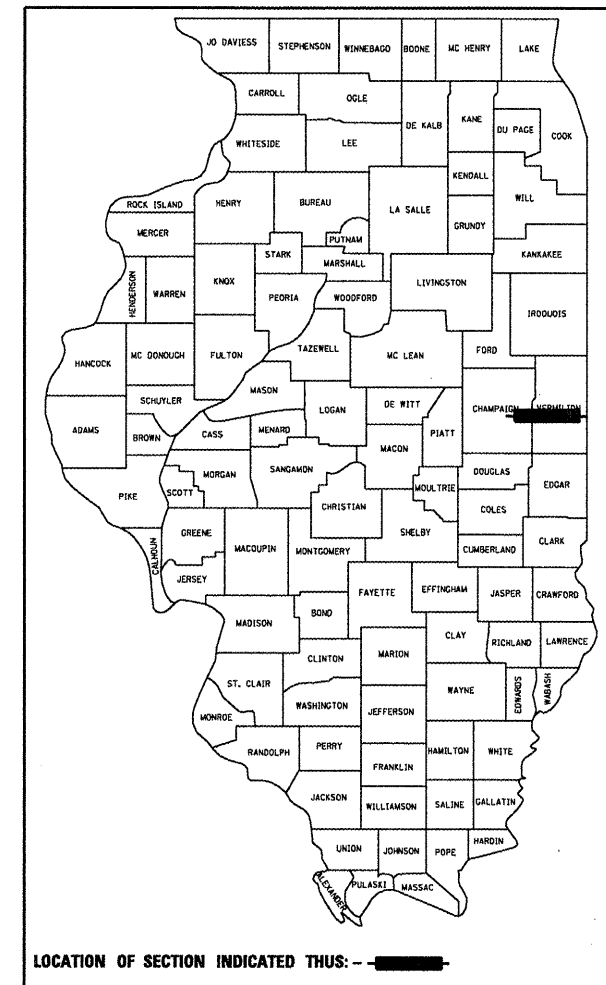 JO DAVIESS STEPHENSON WINNEBAGO BOONE MC HENRY LAKE
CARROLL OGLE DE KALB KANE DU PAGE COOK
WHITESIDE LEE KENDALL WILL
ROCK ISLAND HENRY BUREAU LA SALLE GRUNDY
MERCER PUTNAM KANKAKEE
STARK MARSHALL
HENDERSON WARREN KNOX PEORIA WOODFORD LIVINGSTON IROQUOIS
HANCOCK MC DONOUGH FULTON TAZEWELL MC LEAN FORD
SCHUYLER MASON LOGAN DE WITT CHAMPAIGN VERMILION
ADAMS BROWN CASS MENARD MACON PIATT
PIKE SCOTT MORGAN SANGAMON CHRISTIAN MOULTRIE DOUGLAS EDGAR
COLES
CALHOUN GREENE MACOUPIN MONTGOMERY SHELBY CUMBERLAND CLARK
JERSEY FAYETTE EFFINGHAM JASPER CRAWFORD
MADISON BOND CLAY RICHLAND LAWRENCE
CLINTON MARION
ST. CLAIR WAYNE EDWARDS WABASH
MONROE WASHINGTON JEFFERSON
RANDOLPH PERRY HAMILTON WHITE
FRANKLIN
JACKSON WILLIAMSON SALINE GALLATIN
UNION JOHNSON POPE HARDIN
ALEXANDER PULASKI MASSAC
LOCATION OF SECTION INDICATED THUS: -